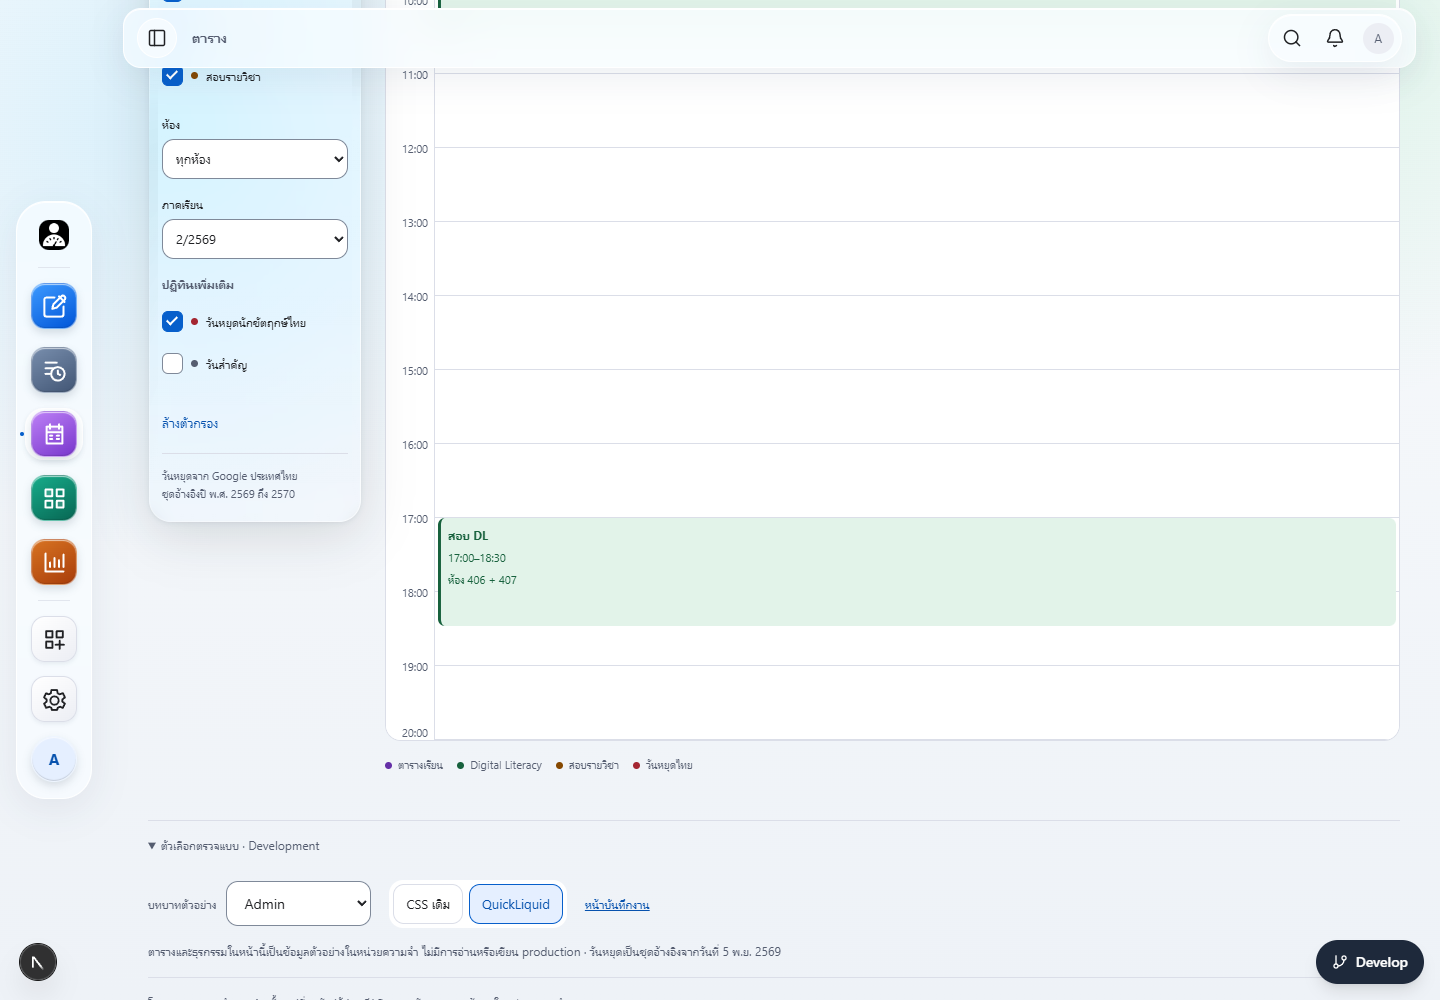 ตาราง
A
สอบรายวิชา
ห้อง
ทุกห้อง
ภาคเรียน
2/2569
ปฏิทินเพิ่มเติม
วันหยุดนักขัตฤกษ์ไทย
วันสำคัญ
ล้างตัวกรอง
วันหยุดจาก Google ประเทศไทย
ชุดอ้างอิงปี พ.ศ. 2569 ถึง 2570
A
10:00
11:00
12:00
13:00
14:00
15:00
16:00
17:00
สอบ DL
17:00–18:30
ห้อง 406 + 407
18:00
19:00
20:00
ตารางเรียน
Digital Literacy
สอบรายวิชา
วันหยุดไทย
▼ ตัวเลือกตรวจแบบ · Development
บทบาทตัวอย่าง
Admin
CSS เดิม
QuickLiquid
หน้าบันทึกงาน
ตารางและธุรกรรมในหน้านี้เป็นข้อมูลตัวอย่างในหน่วยความจำ ไม่มีการอ่านหรือเขียน production · วันหยุดเป็นชุดอ้างอิงจากวันที่ 5 พ.ย. 2569
Develop